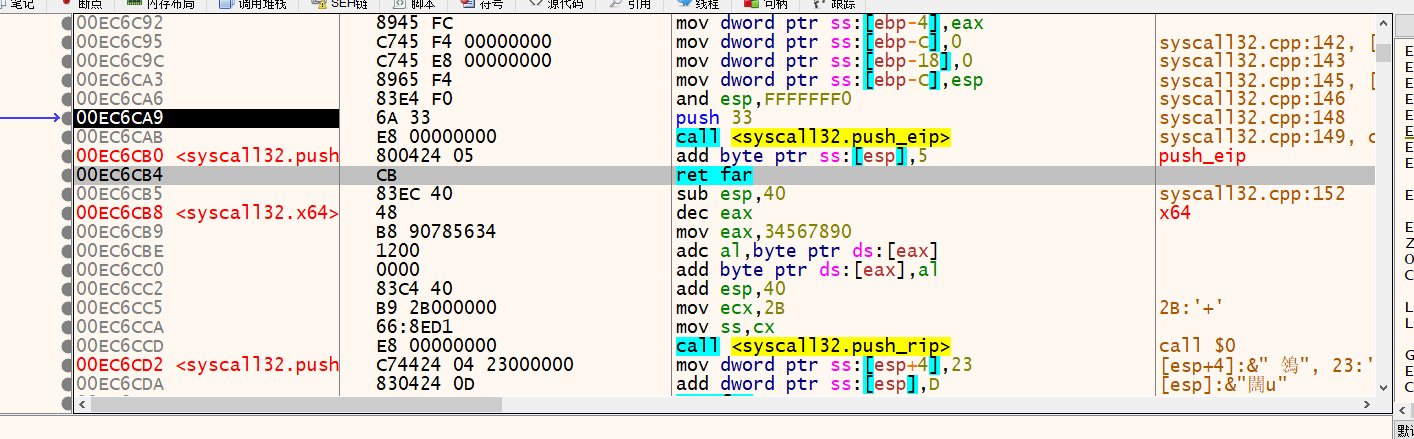 笔记 断点 内存布局 调用堆栈 SEH链 脚本 符号 源代码 引用 线程 句柄 跟踪
00EC6C92 8945 FC mov dword ptr ss:[ebp-4],eax
00EC6C95 C745 F4 00000000 mov dword ptr ss:[ebp-C],0 syscall32.cpp:142, [
00EC6C9C C745 E8 00000000 mov dword ptr ss:[ebp-18],0 syscall32.cpp:143
00EC6CA3 8965 F4 mov dword ptr ss:[ebp-C],esp syscall32.cpp:145, [
00EC6CA6 83E4 F0 and esp,FFFFFFF0 syscall32.cpp:146
00EC6CA9 6A 33 push 33 syscall32.cpp:148
00EC6CAB E8 00000000 call <syscall32.push_eip> syscall32.cpp:149, c
00EC6CB0 <syscall32.push 800424 05 add byte ptr ss:[esp],5 push_eip
00EC6CB4 CB ret far
00EC6CB5 83EC 40 sub esp,40 syscall32.cpp:152
00EC6CB8 <syscall32.x64> 48 dec eax x64
00EC6CB9 B8 90785634 mov eax,34567890
00EC6CBE 1200 adc al,byte ptr ds:[eax]
00EC6CC0 0000 add byte ptr ds:[eax],al
00EC6CC2 83C4 40 add esp,40
00EC6CC5 B9 2B000000 mov ecx,2B 2B:'+'
00EC6CCA 66:8ED1 mov ss,cx
00EC6CCD E8 00000000 call <syscall32.push_rip> call $0
00EC6CD2 <syscall32.push C74424 04 23000000 mov dword ptr ss:[esp+4],23 [esp+4]:&" 鴮", 23:'
00EC6CDA 830424 0D add dword ptr ss:[esp],D [esp]:&"閪u"